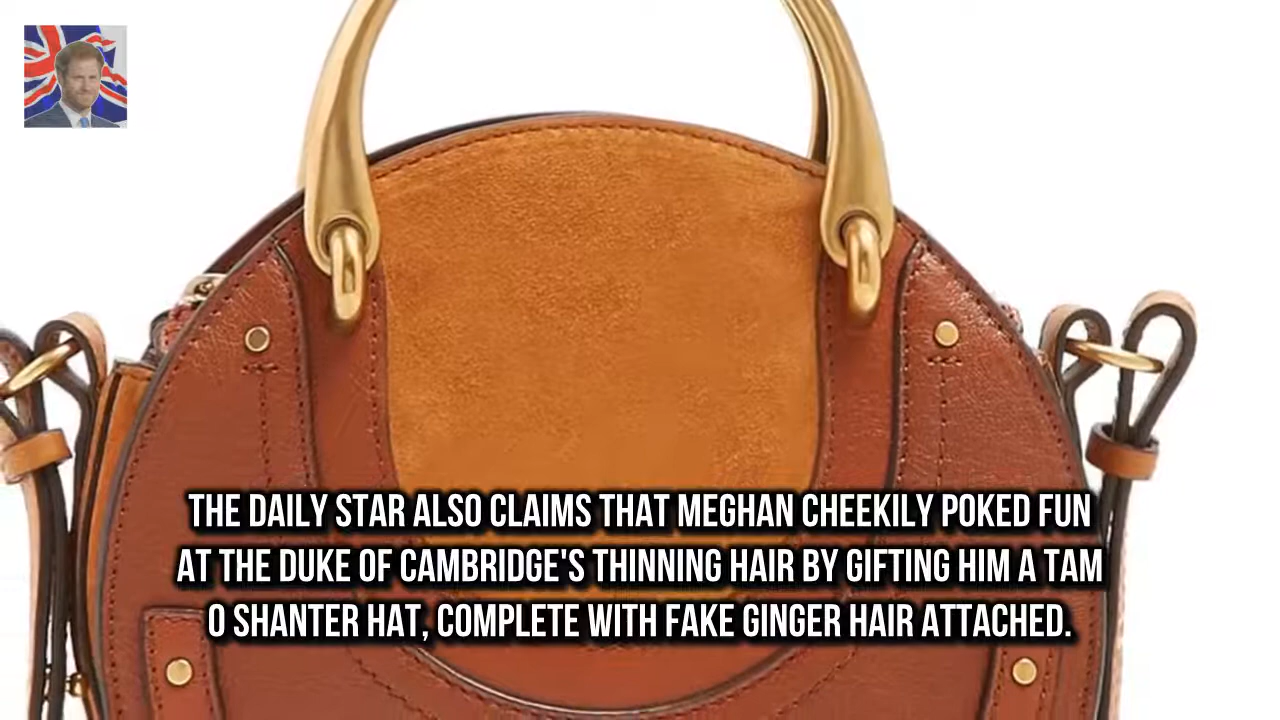 THE DAILY STAR ALSO CLAIMS THAT MEGHAN CHEEKILY POKED FUN
AT THE DUKE OF CAMBRIDGE'S THINNING HAIR BY GIFTING HIM A TAM
O SHANTER HAT, COMPLETE WITH FAKE GINGER HAIR ATTACHED.